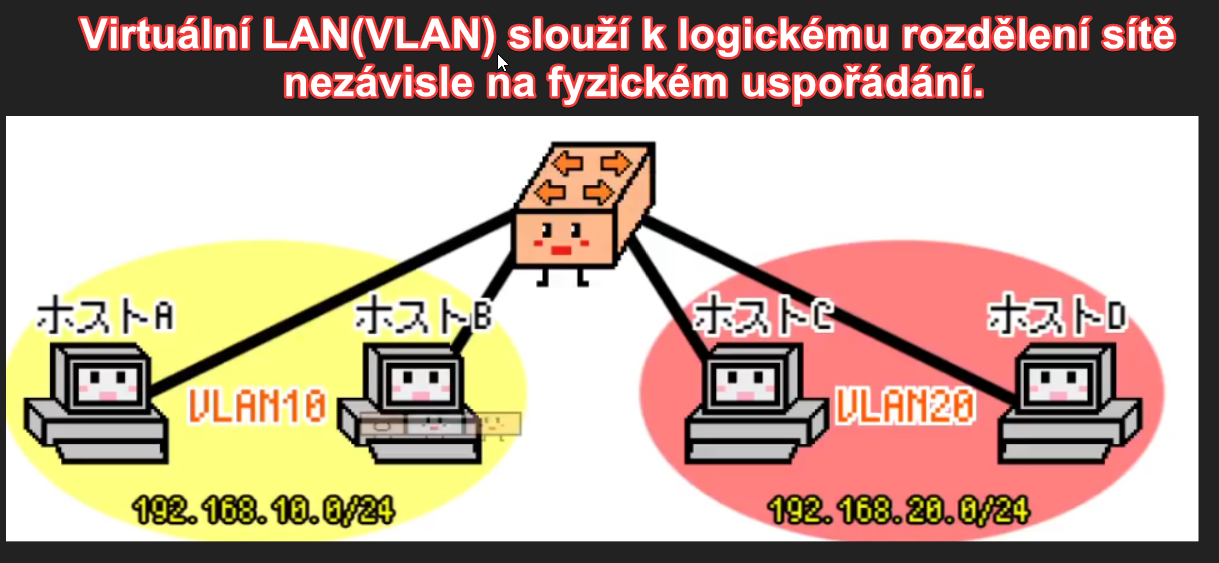 Virtuální LAN(VLAN) slouží k logickému rozdělení sítě
nezávisle na fyzickém uspořádání.
ホストA
ホストB
ホストC
ホストD
VLAN10
VLAN20
192.168.10.0/24
192.168.20.0/24